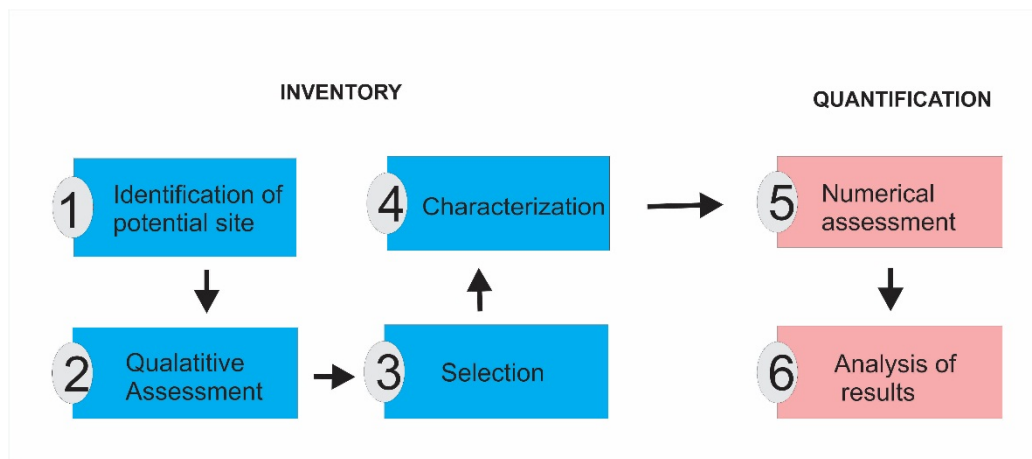 INVENTORY
QUANTIFICATION
1
Identification of
potential site
2
Qualatitive
Assessment
3
Selection
4
Characterization
5
Numerical
assessment
6
Analysis of
results